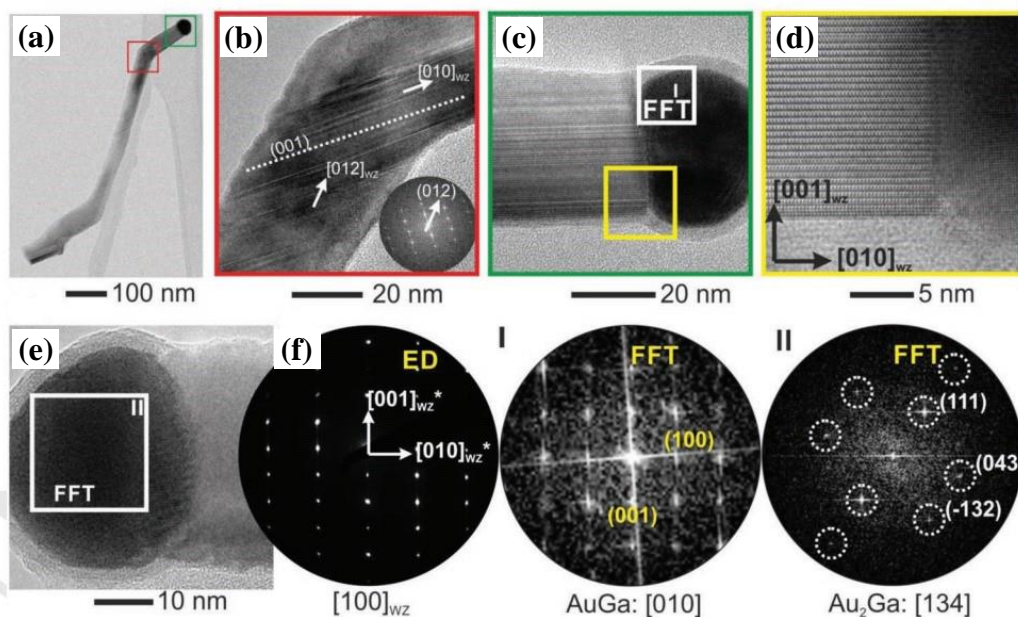 (a)
100 nm
(b)
[010]WZ
(001)
[012]WZ
(012)
20 nm
(c)
I
FFT
20 nm
(d)
[001]WZ
[010]WZ
5 nm
(e)
II
FFT
10 nm
(f)
ED
[001]WZ*
[010]WZ*
[100]WZ
I
FFT
(100)
(001)
AuGa: [010]
II
FFT
(111)
(043)
(-132)
Au₂Ga: [134]